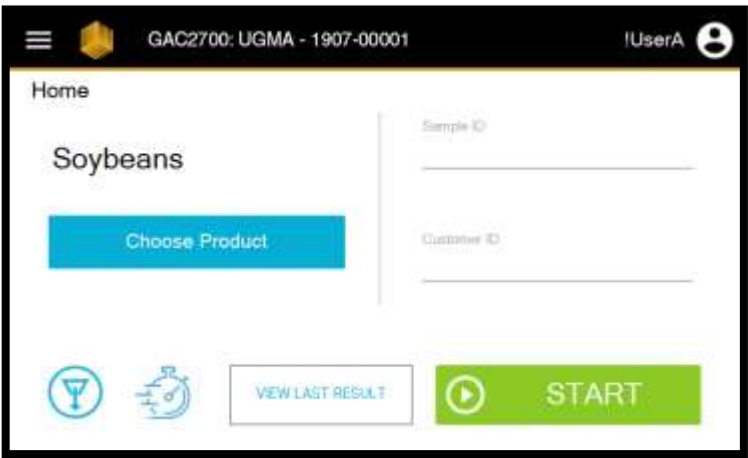 GAC2700: UGMA - 1907-00001
!UserA
Home
Soybeans
Sample ID
Choose Product
Customer ID
VIEW LAST RESULT
START